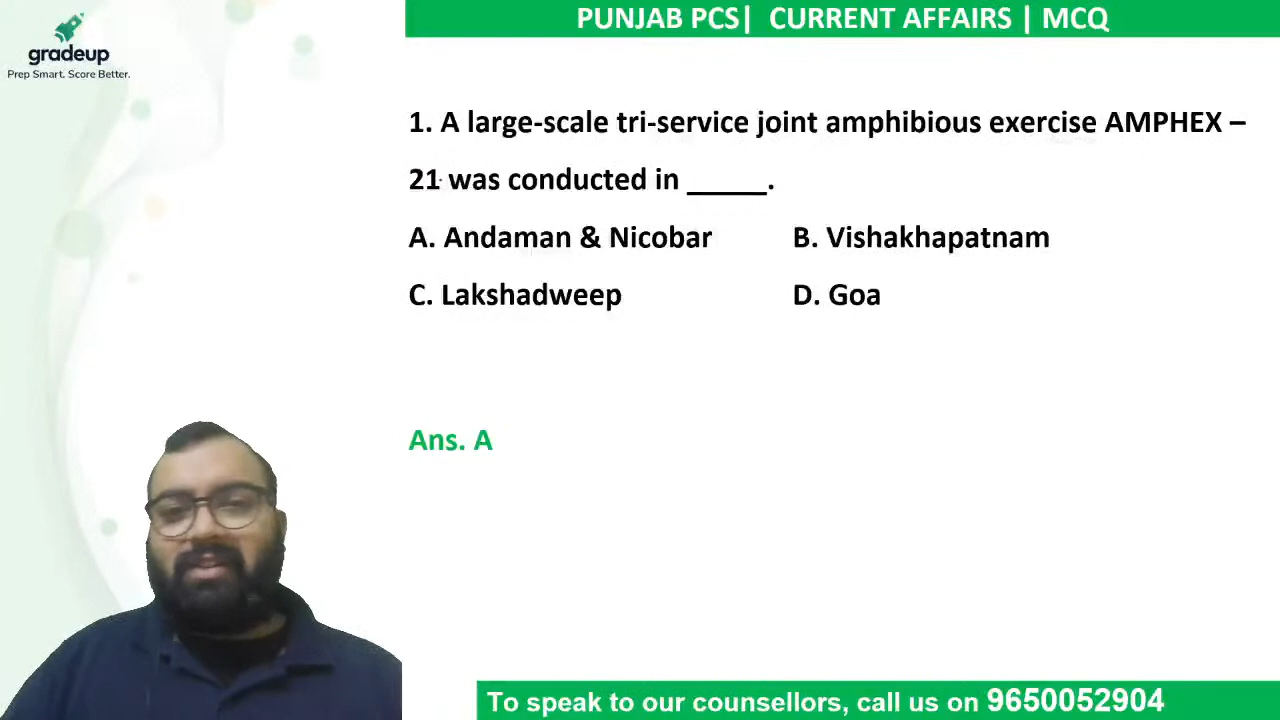 gradeup
Prep Smart. Score Better.
PUNJAB PCS| CURRENT AFFAIRS | MCQ
1. A large-scale tri-service joint amphibious exercise AMPHEX –
21 was conducted in _____.
A. Andaman & Nicobar B. Vishakhapatnam
C. Lakshadweep D. Goa
Ans. A
To speak to our counsellors, call us on 9650052904